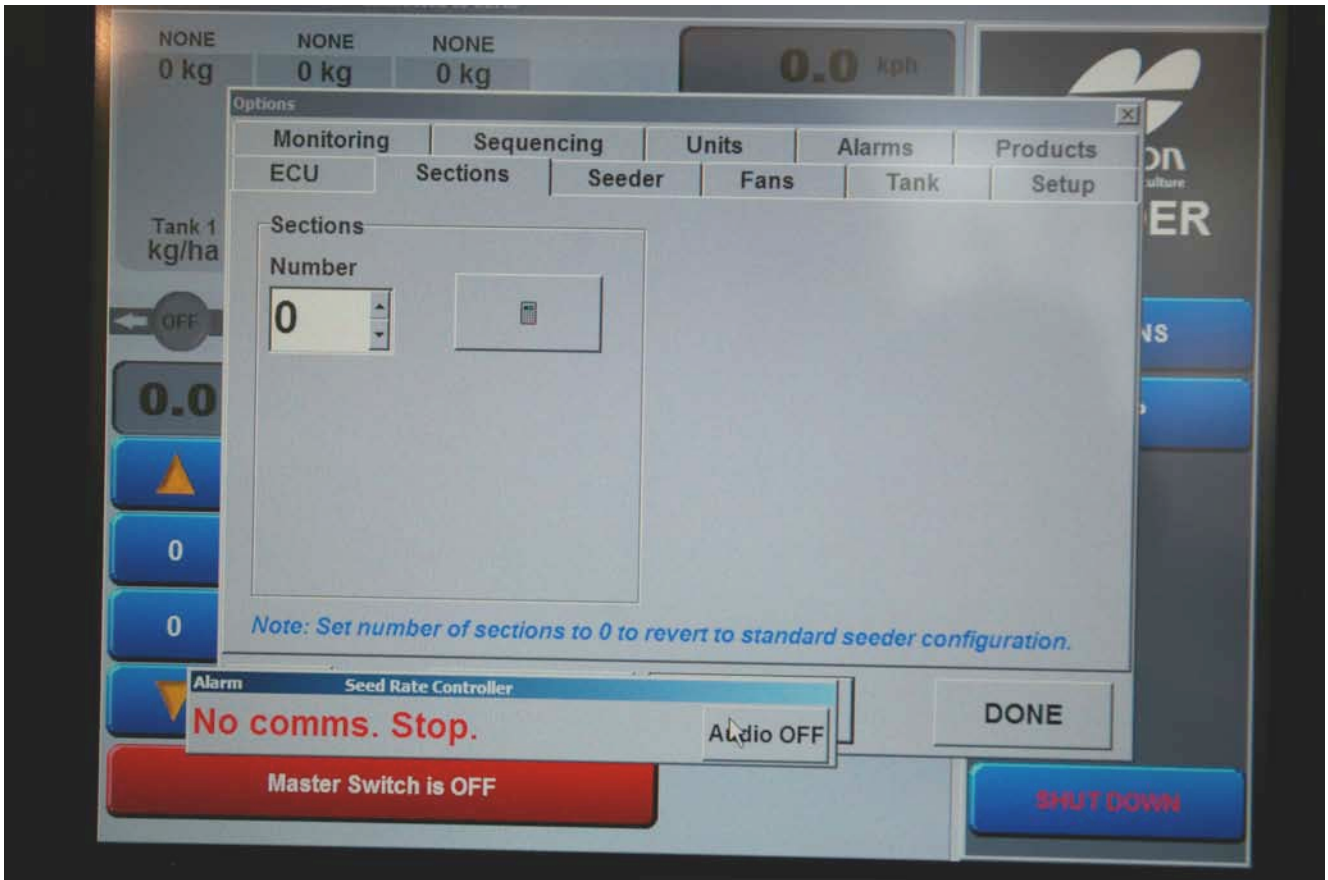 NONE NONE NONE
0 kg 0 kg 0 kg
0.0 kph
Options
Monitoring Sequencing Units Alarms Products
ECU Sections Seeder Fans Tank Setup
on
ER
Tank 1
kg/ha
Sections
Number
0
OFF
NS
0.0
0
0
Note: Set number of sections to 0 to revert to standard seeder configuration.
Alarm Seed Rate Controller
No comms. Stop.
Audio OFF
DONE
Master Switch is OFF
SHUT DOWN